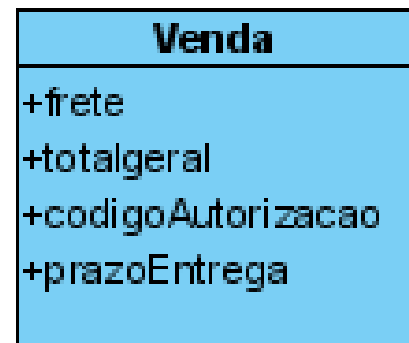 Venda
+frete
+totalgeral
+codigoAutorizacao
+prazoEntrega